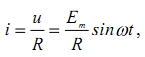 i = u/R = E_m/R sin ωt,